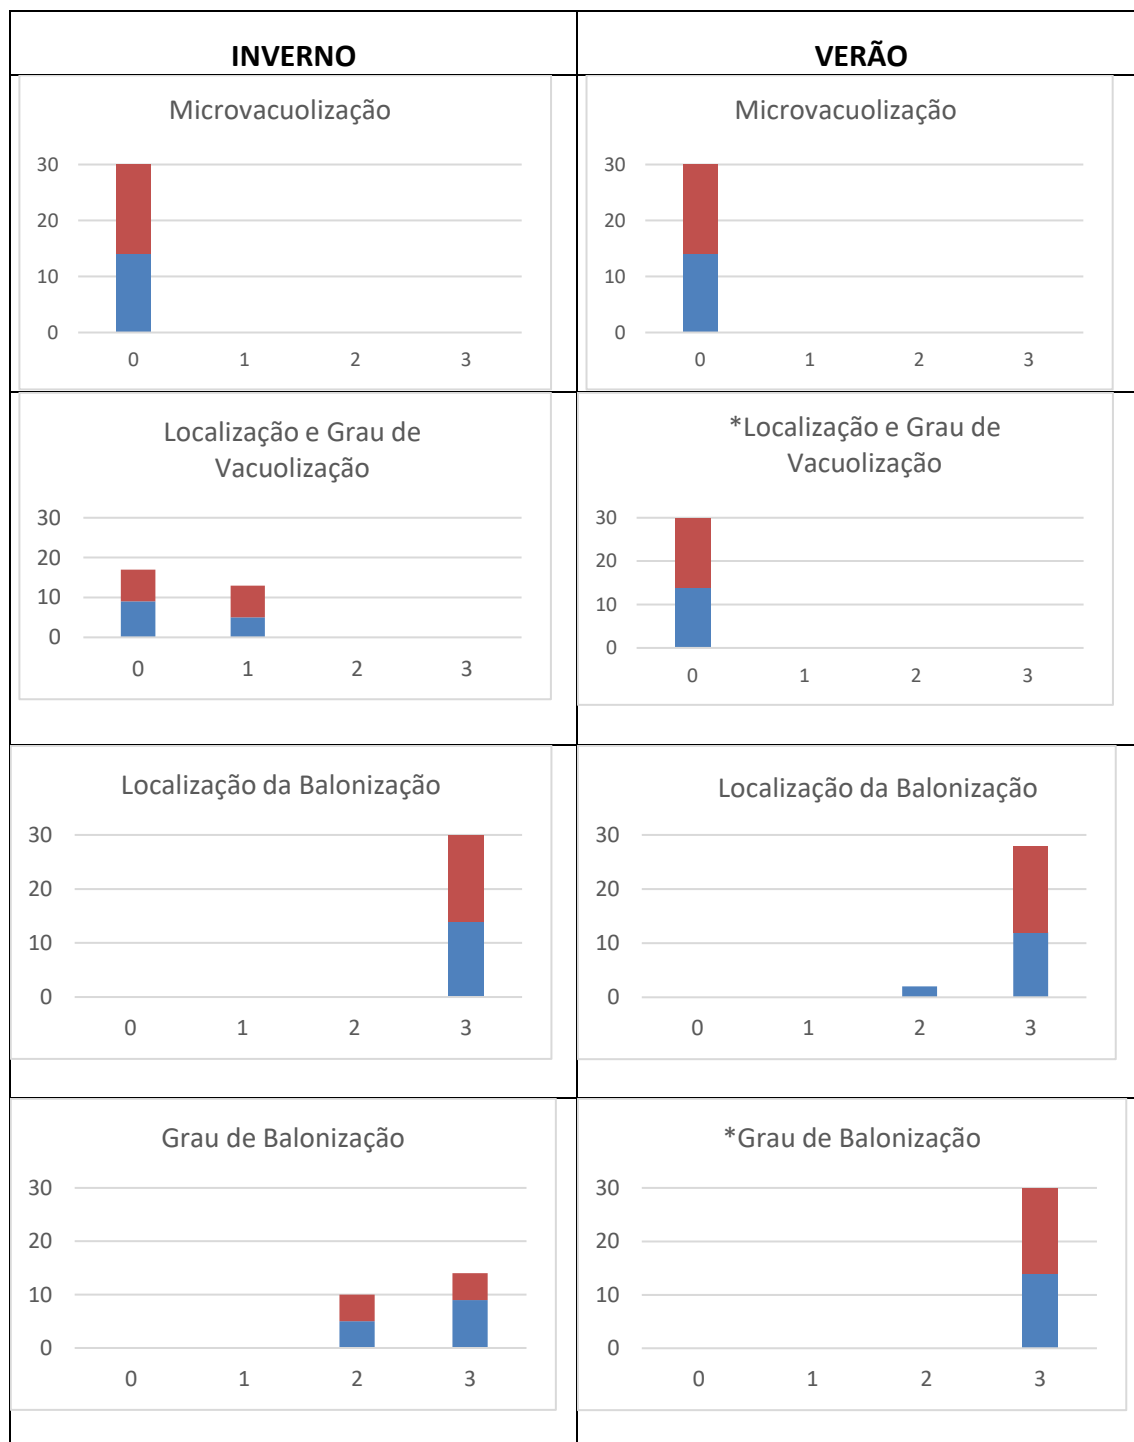 INVERNO
VERÃO
Microvacuolização
30
20
10
0
0 1 2 3
Microvacuolização
30
20
10
0
0 1 2 3
Localização e Grau de
Vacuolização
30
20
10
0
0 1 2 3
*Localização e Grau de
Vacuolização
30
20
10
0
0 1 2 3
Localização da Balonização
30
20
10
0
0 1 2 3
Localização da Balonização
30
20
10
0
0 1 2 3
Grau de Balonização
30
20
10
0
0 1 2 3
*Grau de Balonização
30
20
10
0
0 1 2 3